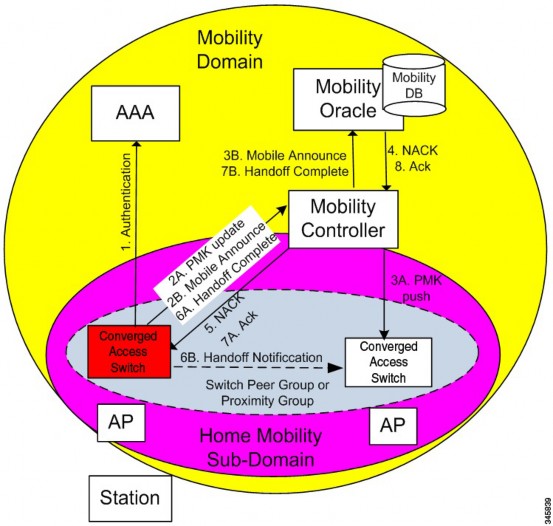 Mobility
Domain
Mobility
Oracle
Mobility
DB
AAA
3B. Mobile Announce
7B. Handoff Complete
4. NACK
8. Ack
1. Authentication
Mobility
Controller
2A. PMK update
2B. Mobile Announce
6A. Handoff Complete
5. NACK
7A. Ack
3A. PMK
push
Converged
Access
Switch
6B. Handoff Notificcation
Converged
Access
Switch
Switch Peer Group or
Proximity Group
AP
AP
Home Mobility
Sub-Domain
Station
345839